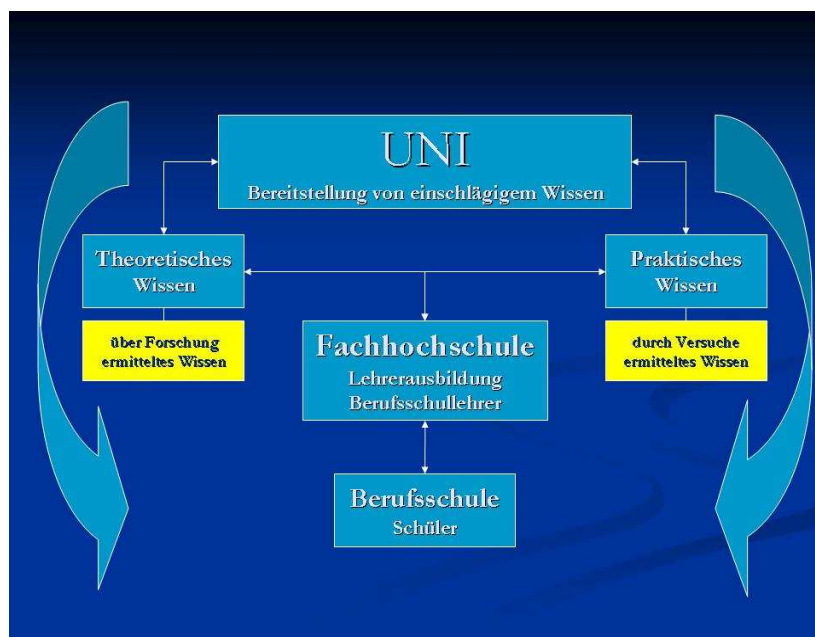 UNI
Bereitstellung von einschlägigem Wissen
Theoretisches
Wissen
Praktisches
Wissen
über Forschung
ermitteltes Wissen
durch Versuche
ermitteltes Wissen
Fachhochschule
Lehrerausbildung
Berufsschullehrer
Berufsschule
Schüler